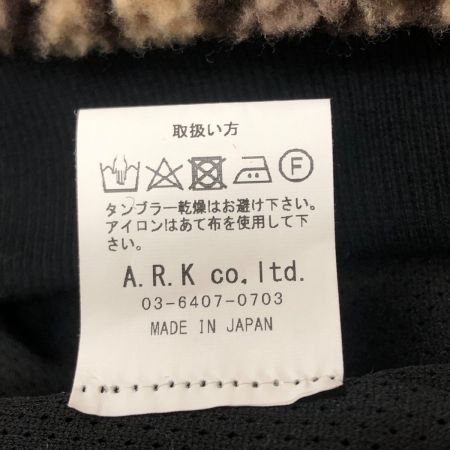 取扱い方
F
タンブラー乾燥はお避け下さい。
アイロンはあて布を使用して下
さい。
A.R.K co,ltd.
03-6407-0703
MADE IN JAPAN